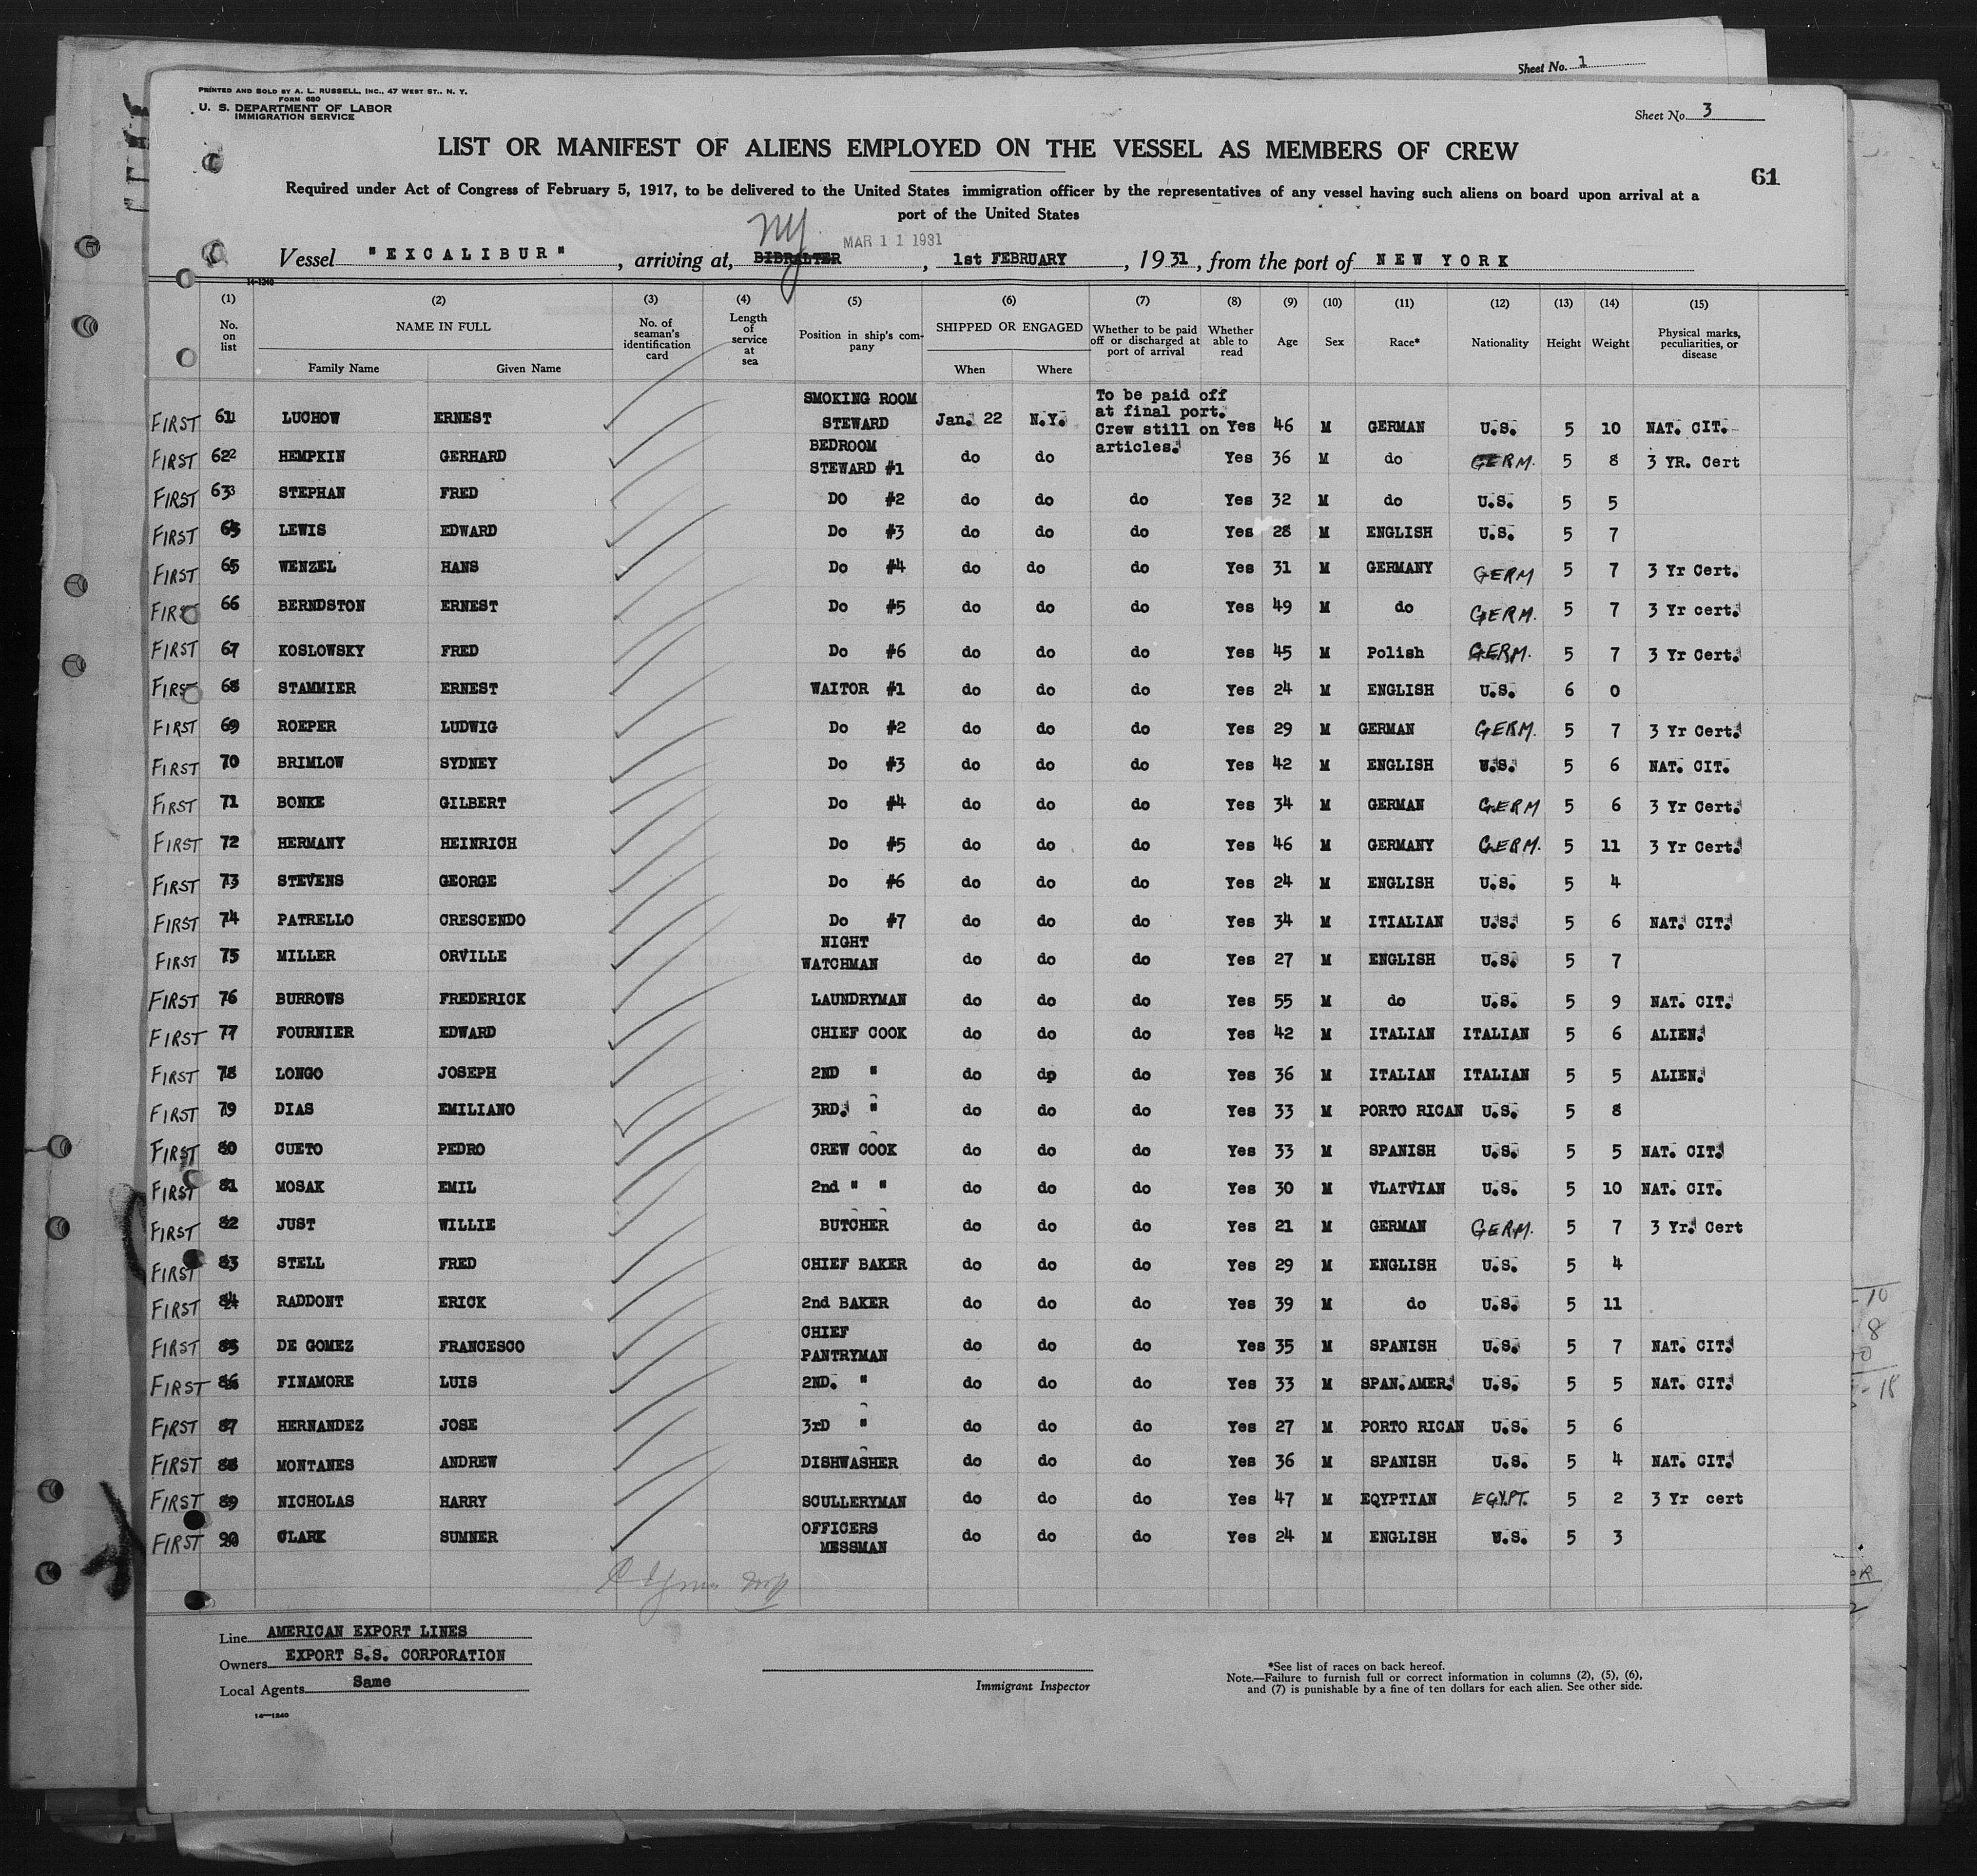 Sheet No. 1
PRINTED AND SOLD BY A. L. RUSSELL, INC., 47 WEST ST., N. Y.
FORM 680
U. S. DEPARTMENT OF LABOR
IMMIGRATION SERVICE
Sheet No. 3
LIST OR MANIFEST OF ALIENS EMPLOYED ON THE VESSEL AS MEMBERS OF CREW
61
Required under Act of Congress of February 5, 1917, to be delivered to the United States immigration officer by the representatives of any vessel having such aliens on board upon arrival at a
port of the United States
NY
MAR 11 1931
Vessel "EXCALIBUR", arriving at, BIBRALTER, 1st FEBRUARY, 1931, from the port of NEW YORK
14-1240
(1) (2) (3) (4) (5) (6) (7) (8) (9) (10) (11) (12) (13) (14) (15)
No. on list NAME IN FULL Family Name Given Name No. of seaman's identification card Length of service at sea Position in ship's company SHIPPED OR ENGAGED When Where Whether to be paid off or discharged at port of arrival Whether able to read Age Sex Race* Nationality Height Weight Physical marks, peculiarities, or disease
FIRST 61 LUCHOW ERNEST SMOKING ROOM STEWARD Jan. 22 N.Y. To be paid off at final port. Crew still on articles. Yes 46 M GERMAN U.S. 5 10 NAT. CIT.
FIRST 62 HEMPKIN GERHARD BEDROOM STEWARD #1 do do Yes 36 M do GERM. 5 8 3 YR. Cert
FIRST 63 STEPHAN FRED DO #2 do do do Yes 32 M do U.S. 5 5
FIRST 64 LEWIS EDWARD Do #3 do do do Yes 28 M ENGLISH U.S. 5 7
FIRST 65 WENZEL HANS Do #4 do do do Yes 31 M GERMANY GERM 5 7 3 Yr Cert.
FIRST 66 BERNDSTON ERNEST Do #5 do do do Yes 49 M do GERM. 5 7 3 Yr cert.
FIRST 67 KOSLOWSKY FRED Do #6 do do do Yes 45 M Polish GERM. 5 7 3 Yr Cert.
FIRST 68 STAMMIER ERNEST WAITOR #1 do do do Yes 24 M ENGLISH U.S. 6 0
FIRST 69 ROEPER LUDWIG Do #2 do do do Yes 29 M GERMAN GERM. 5 7 3 Yr Cert.
FIRST 70 BRIMLOW SYDNEY Do #3 do do do Yes 42 M ENGLISH U.S. 5 6 NAT. CIT.
FIRST 71 BONKE GILBERT Do #4 do do do Yes 34 M GERMAN GERM 5 6 3 Yr Cert.
FIRST 72 HERMANY HEINRICH Do #5 do do do Yes 46 M GERMANY GERM. 5 11 3 Yr Cert.
FIRST 73 STEVENS GEORGE Do #6 do do do Yes 24 M ENGLISH U.S. 5 4
FIRST 74 PATRELLO CRESCENDO Do #7 do do do Yes 34 M ITIALIAN U.S. 5 6 NAT. CIT.
FIRST 75 MILLER ORVILLE NIGHT WATCHMAN do do do Yes 27 M ENGLISH U.S. 5 7
FIRST 76 BURROWS FREDERICK LAUNDRYMAN do do do Yes 55 M do U.S. 5 9 NAT. CIT.
FIRST 77 FOURNIER EDWARD CHIEF COOK do do do Yes 42 M ITALIAN ITALIAN 5 6 ALIEN.
FIRST 78 LONGO JOSEPH 2ND " do do do Yes 36 M ITALIAN ITALIAN 5 5 ALIEN.
FIRST 79 DIAS EMILIANO 3RD. " do do do Yes 33 M PORTO RICAN U.S. 5 8
FIRST 80 CUETO PEDRO CREW COOK do do do Yes 33 M SPANISH U.S. 5 5 NAT. CIT.
FIRST 81 MOSAK EMIL 2nd " " do do do Yes 30 M VLATVIAN U.S. 5 10 NAT. CIT.
FIRST 82 JUST WILLIE BUTCHER do do do Yes 21 M GERMAN GERM. 5 7 3 Yr. Cert
FIRST 83 STELL FRED CHIEF BAKER do do do Yes 29 M ENGLISH U.S. 5 4
FIRST 84 RADDONT ERICK 2nd BAKER do do do Yes 39 M do U.S. 5 11
FIRST 85 DE GOMEZ FRANCESCO CHIEF PANTRYMAN do do do Yes 35 M SPANISH U.S. 5 7 NAT. CIT.
FIRST 86 FINAMORE LUIS 2ND. " do do do Yes 33 M SPAN.AMER. U.S. 5 5 NAT. CIT.
FIRST 87 HERNANDEZ JOSE 3rD " do do do Yes 27 M PORTO RICAN U.S. 5 6
FIRST 88 MONTANES ANDREW DISHWASHER do do do Yes 36 M SPANISH U.S. 5 4 NAT. CIT.
FIRST 89 NICHOLAS HARRY SCULLERYMAN do do do Yes 47 M EQYPTIAN EGYPT. 5 2 3 Yr cert
FIRST 90 CLARK SUMNER OFFICERS MESSMAN do do do Yes 24 M ENGLISH U.S. 5 3
Line AMERICAN EXPORT LINES
Owners EXPORT S.S. CORPORATION
Local Agents Same
14—1240
Immigrant Inspector
*See list of races on back hereof.
Note.—Failure to furnish full or correct information in columns (2), (5), (6),
and (7) is punishable by a fine of ten dollars for each alien. See other side.